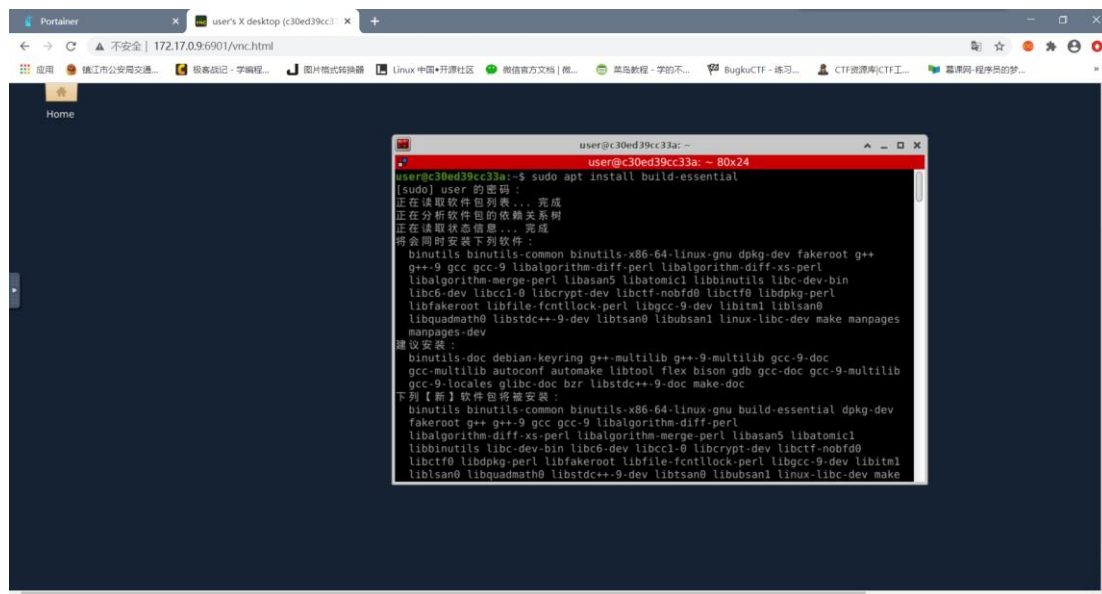 Portainer
user's X desktop (c30ed39cc3
不安全 | 172.17.0.9:6901/vnc.html
应用 镇江市公安局交通... 极客战记 - 学编程... 图片格式转换器 Linux 中国◆开源社区 微信官方文档 | 微... 菜鸟教程 - 学的不... BugkuCTF - 练习... CTF资源库|CTF工... 慕课网-程序员的梦...
Home
user@c30ed39cc33a: ~
user@c30ed39cc33a: ~ 80x24
user@c30ed39cc33a:~$ sudo apt install build-essential
[sudo] user 的密码：
正在读取软件包列表... 完成
正在分析软件包的依赖关系树
正在读取状态信息... 完成
将会同时安装下列软件：
binutils binutils-common binutils-x86-64-linux-gnu dpkg-dev fakeroot g++
g++-9 gcc gcc-9 libalgorithm-diff-perl libalgorithm-diff-xs-perl
libalgorithm-merge-perl libasan5 libatomic1 libbinutils libc-dev-bin
libc6-dev libcc1-0 libcrypt-dev libctf-nobfd0 libctf0 libdpkg-perl
libfakeroot libfile-fcntllock-perl libgcc-9-dev libitm1 liblsan0
libquadmath0 libstdc++-9-dev libtsan0 libubsan1 linux-libc-dev make manpages
manpages-dev
建议安装：
binutils-doc debian-keyring g++-multilib g++-9-multilib gcc-9-doc
gcc-multilib autoconf automake libtool flex bison gdb gcc-doc gcc-9-multilib
gcc-9-locales glibc-doc bzr libstdc++-9-doc make-doc
下列【新】软件包将被安装：
binutils binutils-common binutils-x86-64-linux-gnu build-essential dpkg-dev
fakeroot g++ g++-9 gcc gcc-9 libalgorithm-diff-perl
libalgorithm-diff-xs-perl libalgorithm-merge-perl libasan5 libatomic1
libbinutils libc-dev-bin libc6-dev libcc1-0 libcrypt-dev libctf-nobfd0
libctf0 libdpkg-perl libfakeroot libfile-fcntllock-perl libgcc-9-dev libitm1
liblsan0 libquadmath0 libstdc++-9-dev libtsan0 libubsan1 linux-libc-dev make